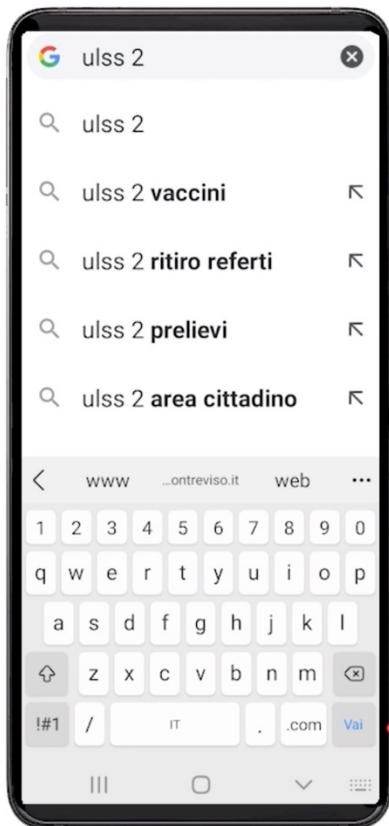 ulss 2
ulss 2
ulss 2 vaccini
ulss 2 ritiro referti
ulss 2 prelievi
ulss 2 area cittadino
www ...ontreviso.it web
1 2 3 4 5 6 7 8 9 0
q w e r t y u i o p
a s d f g h j k l
z x c v b n m
!#1 / IT . .com Vai